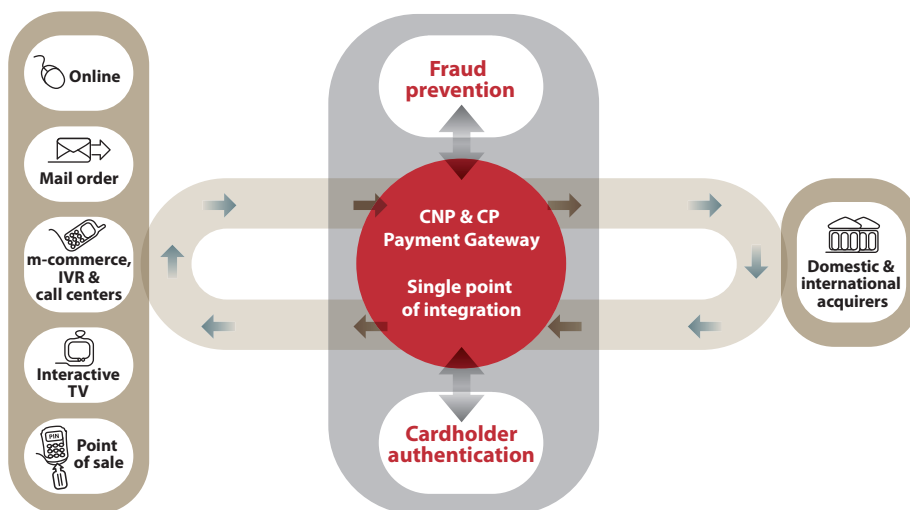 Online
Mail order
m-commerce,
IVR &
call centers
Interactive
TV
PIN
Point
of sale
Fraud
prevention
CNP & CP
Payment Gateway
Single point
of integration
Cardholder
authentication
Domestic &
international
acquirers